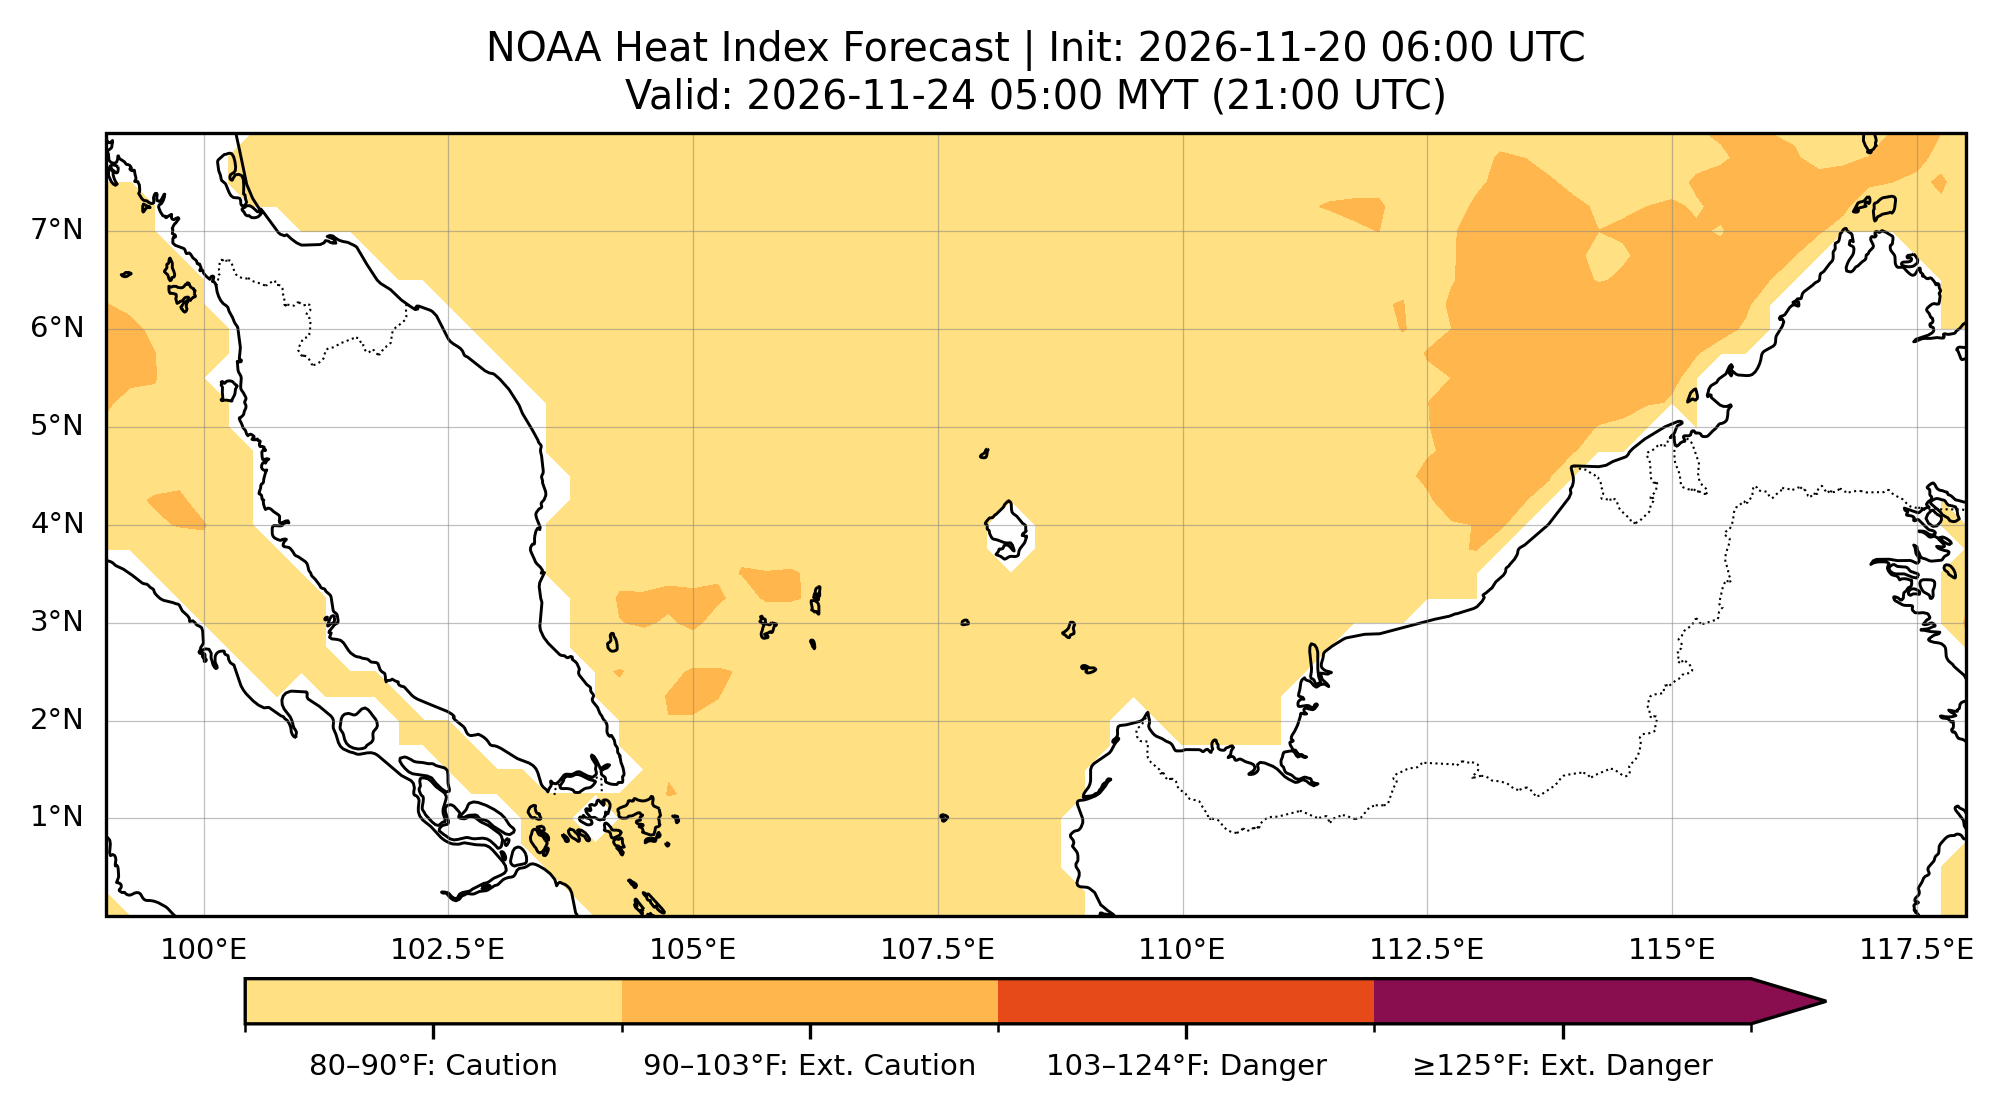 NOAA Heat Index Forecast | Init: 2026-11-20 06:00 UTC
Valid: 2026-11-24 05:00 MYT (21:00 UTC)
7°N
6°N
5°N
4°N
3°N
2°N
1°N
100°E
102.5°E
105°E
107.5°E
110°E
112.5°E
115°E
117.5°E
80–90°F: Caution
90–103°F: Ext. Caution
103–124°F: Danger
≥125°F: Ext. Danger